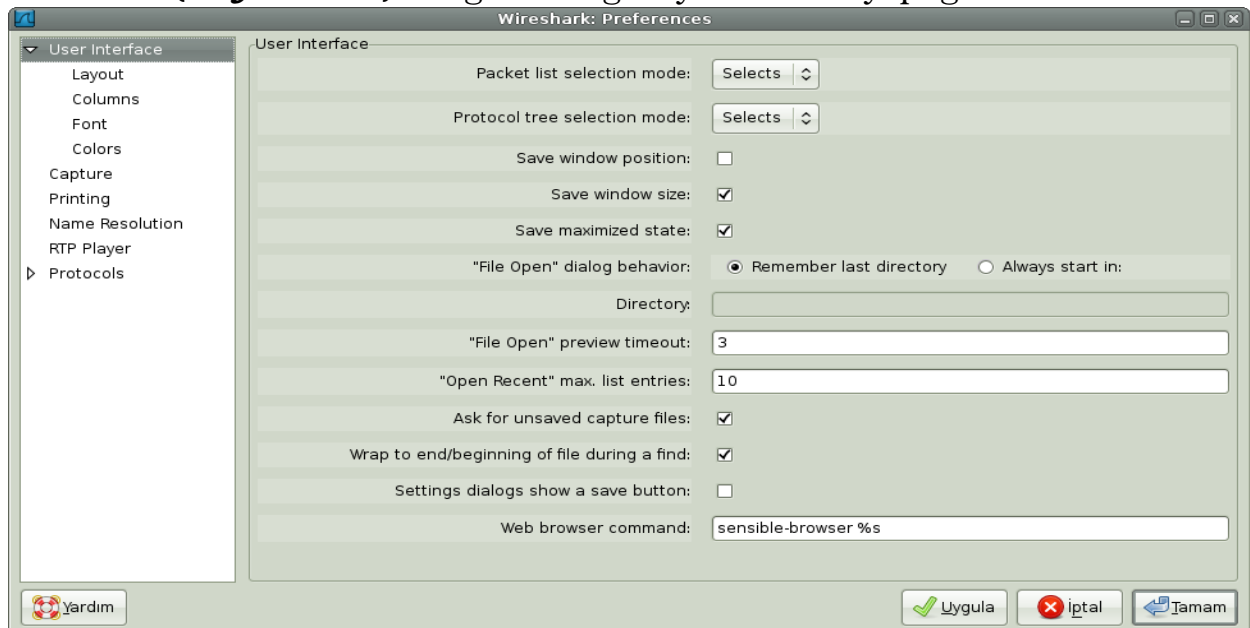 Wireshark: Preferences
User Interface
Layout
Columns
Font
Colors
Capture
Printing
Name Resolution
RTP Player
Protocols
User Interface
Packet list selection mode: Selects
Protocol tree selection mode: Selects
Save window position:
Save window size:
Save maximized state:
"File Open" dialog behavior: Remember last directory Always start in:
Directory:
"File Open" preview timeout: 3
"Open Recent" max. list entries: 10
Ask for unsaved capture files:
Wrap to end/beginning of file during a find:
Settings dialogs show a save button:
Web browser command: sensible-browser %s
Yardım Uygula İptal Tamam